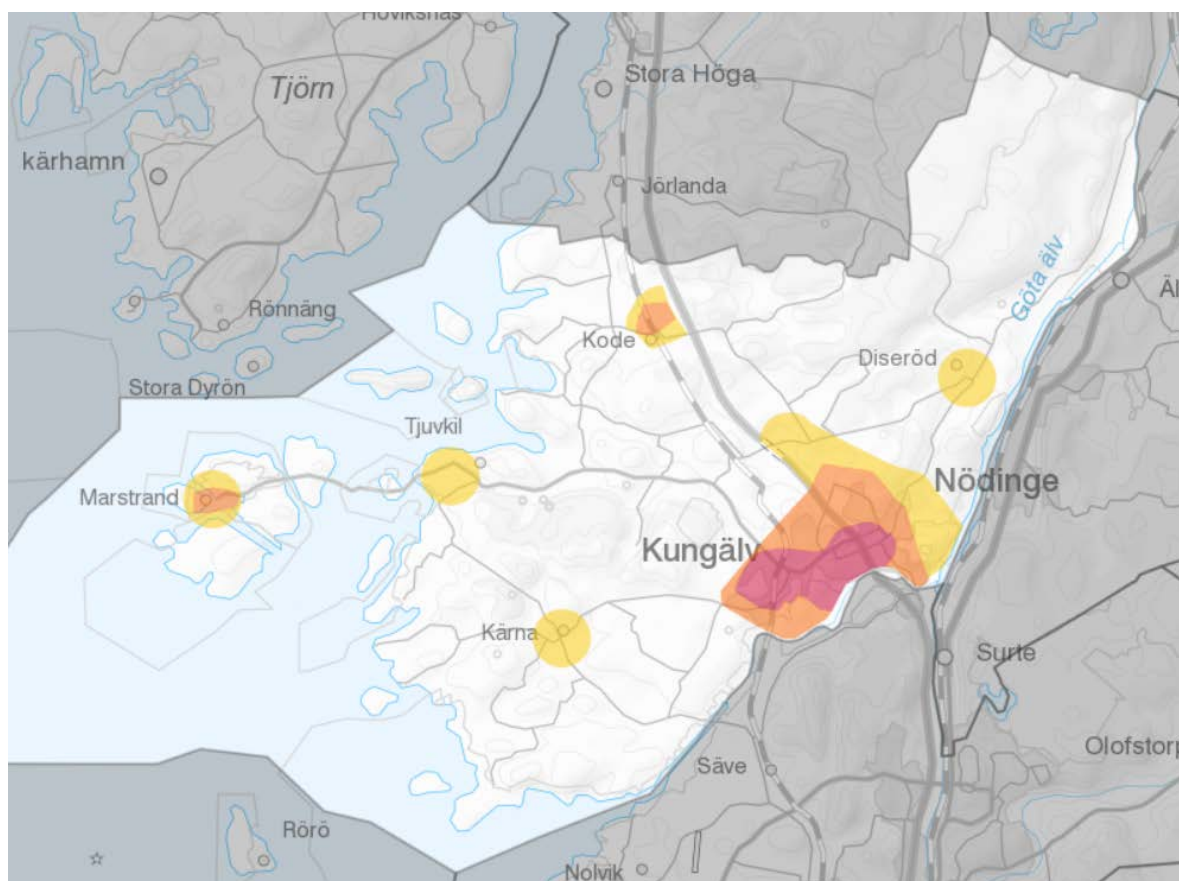 Tjörn
Stora Höga
kärhamn
Jörlanda
Göta älv
Rönnäng
Kode
Diseröd
Stora Dyrön
Tjuvkil
Marstrand
Nödinge
Kungälv
Kärna
Surte
Olofstorp
Säve
Rörö
Nolvik